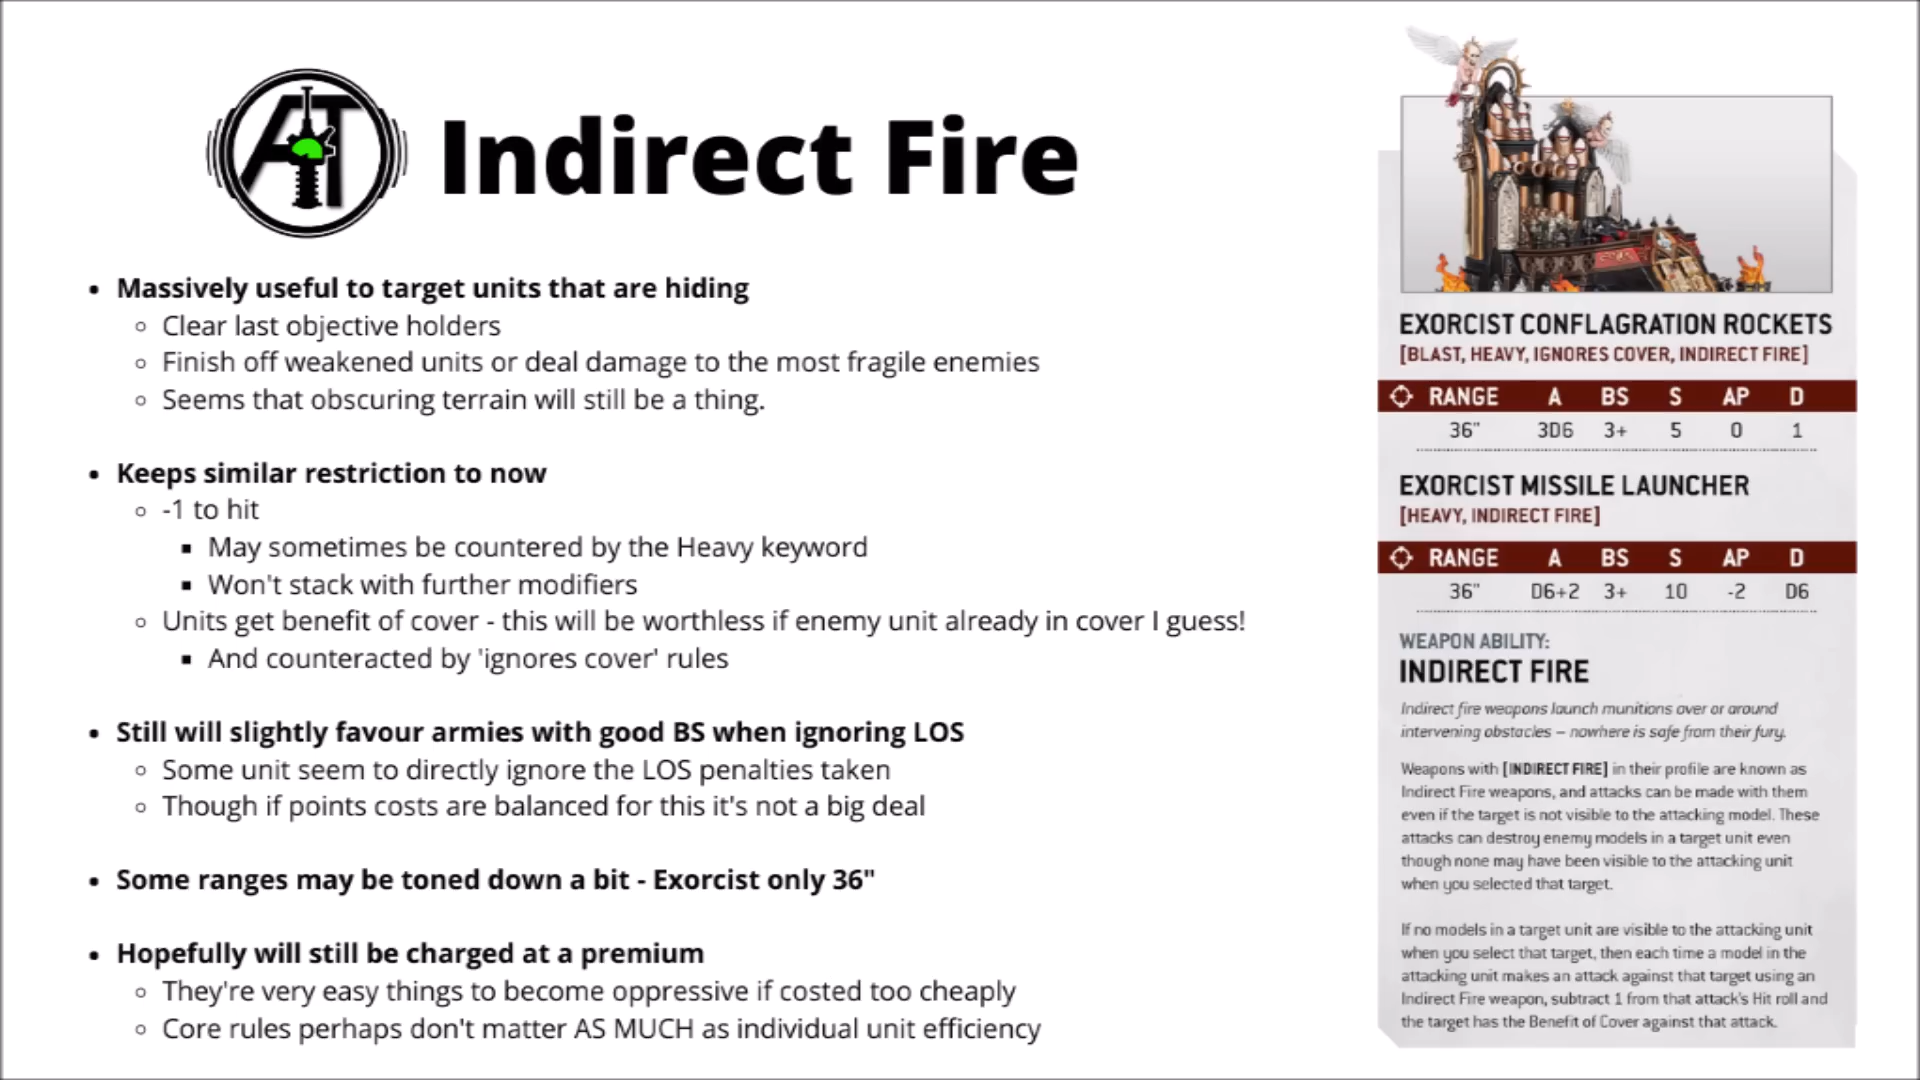 AT
Indirect Fire
• Massively useful to target units that are hiding
○ Clear last objective holders
○ Finish off weakened units or deal damage to the most fragile enemies
○ Seems that obscuring terrain will still be a thing.
• Keeps similar restriction to now
○ -1 to hit
▪ May sometimes be countered by the Heavy keyword
▪ Won't stack with further modifiers
○ Units get benefit of cover - this will be worthless if enemy unit already in cover I guess!
▪ And counteracted by 'ignores cover' rules
• Still will slightly favour armies with good BS when ignoring LOS
○ Some unit seem to directly ignore the LOS penalties taken
○ Though if points costs are balanced for this it's not a big deal
• Some ranges may be toned down a bit - Exorcist only 36"
• Hopefully will still be charged at a premium
○ They're very easy things to become oppressive if costed too cheaply
○ Core rules perhaps don't matter AS MUCH as individual unit efficiency
EXORCIST CONFLAGRATION ROCKETS
[BLAST, HEAVY, IGNORES COVER, INDIRECT FIRE]
RANGE A BS S AP D
36" 3D6 3+ 5 0 1
EXORCIST MISSILE LAUNCHER
[HEAVY, INDIRECT FIRE]
RANGE A BS S AP D
36" D6+2 3+ 10 -2 D6
WEAPON ABILITY:
INDIRECT FIRE
Indirect fire weapons launch munitions over or around
intervening obstacles – nowhere is safe from their fury.
Weapons with [INDIRECT FIRE] in their profile are known as
Indirect Fire weapons, and attacks can be made with them
even if the target is not visible to the attacking model. These
attacks can destroy enemy models in a target unit even
though none may have been visible to the attacking unit
when you selected that target.
If no models in a target unit are visible to the attacking unit
when you select that target, then each time a model in the
attacking unit makes an attack against that target using an
Indirect Fire weapon, subtract 1 from that attack's Hit roll and
the target has the Benefit of Cover against that attack.